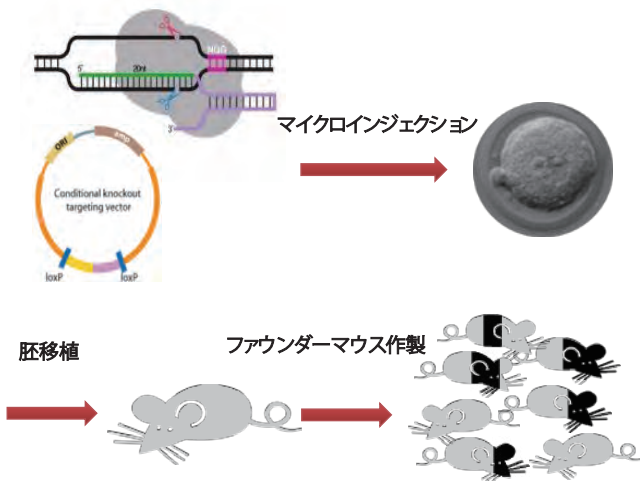 NGG
5'
20nt
3'
マイクロインジェクション
ORI
amp
Conditional knockout
targeting vector
loxP
loxP
胚移植
ファウンダーマウス作製